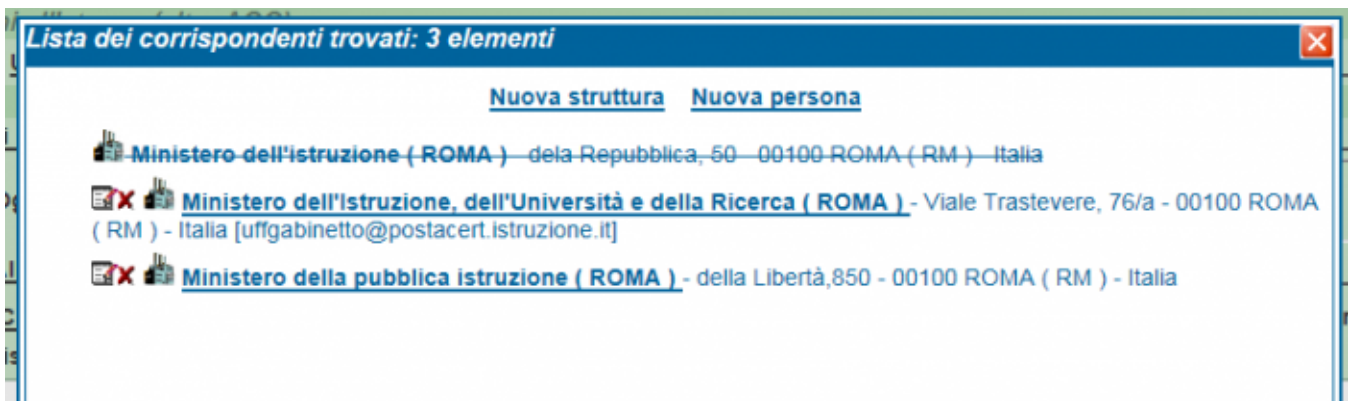 Lista dei corrispondenti trovati: 3 elementi
Nuova struttura Nuova persona
Ministero dell'istruzione ( ROMA ) - dela Repubblica, 50 - 00100 ROMA ( RM ) - Italia
Ministero dell'Istruzione, dell'Università e della Ricerca ( ROMA ) - Viale Trastevere, 76/a - 00100 ROMA
( RM ) - Italia [uffgabinetto@postacert.istruzione.it]
Ministero della pubblica istruzione ( ROMA ) - della Libertà,850 - 00100 ROMA ( RM ) - Italia